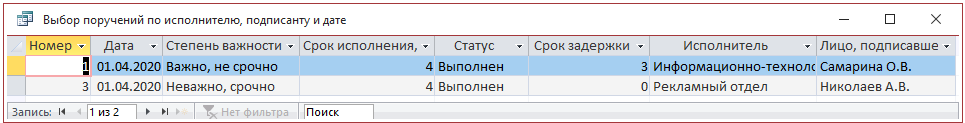 Выбор поручений по исполнителю, подписанту и дате
Номер Дата Степень важности Срок исполнения, Статус Срок задержки Исполнитель Лицо, подписавше
1 01.04.2020 Важно, не срочно 4 Выполнен 3 Информационно-техноло Самарина О.В.
3 01.04.2020 Неважно, срочно 4 Выполнен 0 Рекламный отдел Николаев А.В.
Запись: 1 из 2 Нет фильтра Поиск